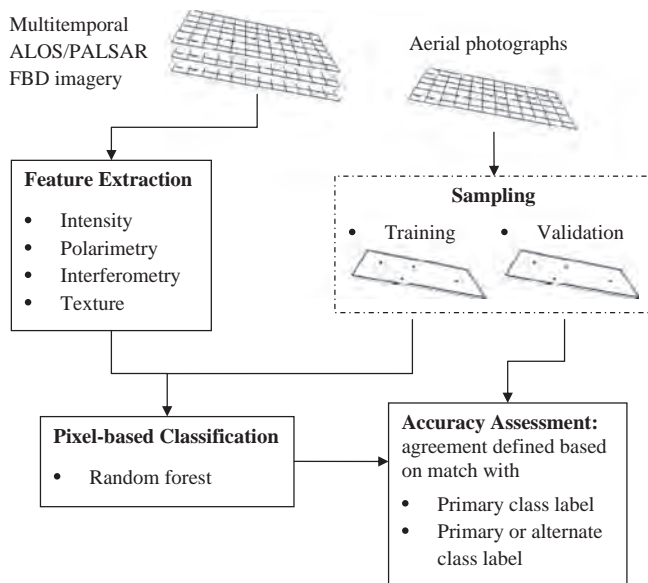 Multitemporal
ALOS/PALSAR
FBD imagery
Aerial photographs
Feature Extraction
• Intensity
• Polarimetry
• Interferometry
• Texture
Sampling
• Training
• Validation
Pixel-based Classification
• Random forest
Accuracy Assessment:
agreement defined based
on match with
• Primary class label
• Primary or alternate
class label